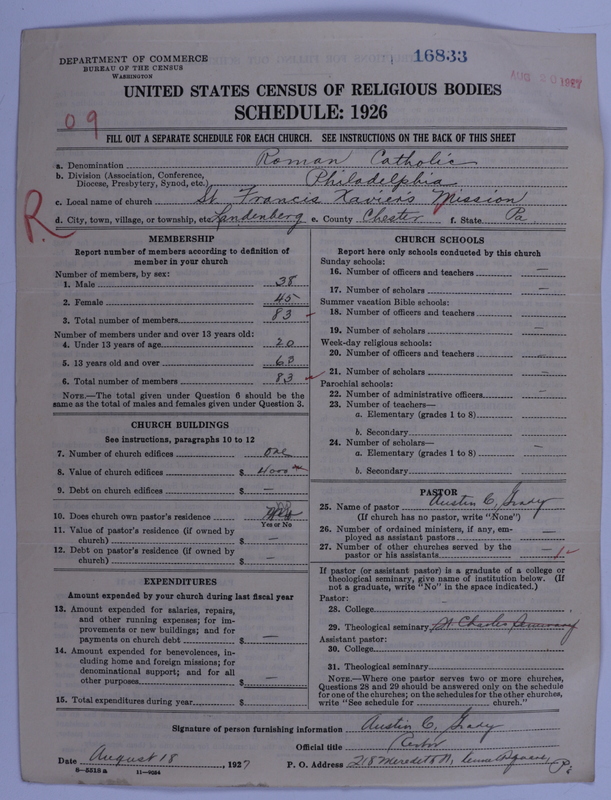 16833
DEPARTMENT OF COMMERCE
BUREAU OF THE CENSUS
WASHINGTON
AUG 20 1927
UNITED STATES CENSUS OF RELIGIOUS BODIES
SCHEDULE: 1926
09
FILL OUT A SEPARATE SCHEDULE FOR EACH CHURCH. SEE INSTRUCTIONS ON THE BACK OF THIS SHEET
a. Denomination Roman Catholic
b. Division (Association, Conference, Diocese, Presbytery, Synod, etc.) Philadelphia
c. Local name of church St. Francis Xavier's Mission
R.
d. City, town, village, or township, etc. Landenberg e. County Chester f. State Pa
MEMBERSHIP
Report number of members according to definition of
member in your church
Number of members, by sex:
1. Male 38
2. Female 45
3. Total number of members 83
Number of members under and over 13 years old:
4. Under 13 years of age 20
5. 13 years old and over 63
6. Total number of members 83
NOTE.—The total given under Question 6 should be
same as the total of males and females given under Question 3.
CHURCH BUILDINGS
See instructions, paragraphs 10 to 12
7. Number of church edifices one
8. Value of church edifices $ 4000
9. Debt on church edifices $ —
10. Does church own pastor's residence
Yes or No
11. Value of pastor's residence (if owned by
church) $ —
12. Debt on pastor's residence (if owned by
church) $ —
EXPENDITURES
Amount expended by your church during last fiscal year
13. Amount expended for salaries, repairs,
and other running expenses; for im-
provements or new buildings; and for
payments on church debt $ —
14. Amount expended for benevolences, in-
cluding home and foreign missions; for
denominational support; and for all
other purposes $ —
15. Total expenditures during year $
CHURCH SCHOOLS
Report here only schools conducted by this church
Sunday schools:
16. Number of officers and teachers —
17. Number of scholars —
Summer vacation Bible schools:
18. Number of officers and teachers —
19. Number of scholars —
Week-day religious schools:
20. Number of officers and teachers —
21. Number of scholars —
Parochial schools:
22. Number of administrative officers —
23. Number of teachers—
a. Elementary (grades 1 to 8)
b. Secondary
24. Number of scholars—
a. Elementary (grades 1 to 8) —
b. Secondary
PASTOR
25. Name of pastor Austin C. Grady
(If church has no pastor, write "None")
26. Number of ordained ministers, if any, em-
ployed as assistant pastors —
27. Number of other churches served by the
pastor or his assistants — 1
If pastor (or assistant pastor) is a graduate of a college or
theological seminary, give name of institution below. (If
not a graduate, write "No" in the space indicated.)
Pastor:
28. College
29. Theological seminary St Charles Seminary
Assistant pastor:
30. College
31. Theological seminary
NOTE.—Where one pastor serves two or more churches,
Questions 28 and 29 should be answered only on the schedule
for one of the churches; on the schedules for the other churches,
write "See schedule for church."
Signature of person furnishing information Austin C. Grady
Official title Rector
Date August 18, 1927 P. O. Address 218 Meredith Pa
8—5518a 11—9024